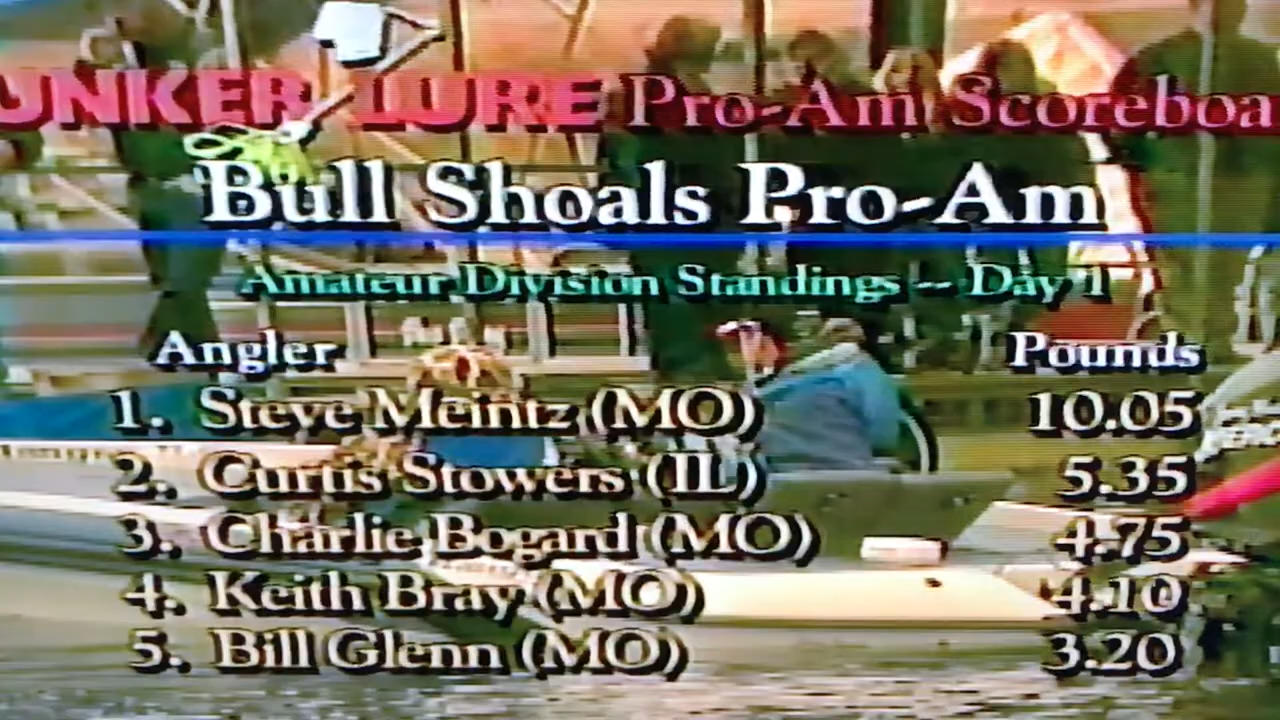 UNKER LURE Pro-Am Scoreboa
Bull Shoals Pro-Am
Amateur Division Standings -- Day 1
Angler Pounds
1. Steve Meintz (MO) 10.05
2. Curtis Stowers (IL) 5.35
3. Charlie Bogard (MO) 4.75
4. Keith Bray (MO) 4.10
5. Bill Glenn (MO) 3.20